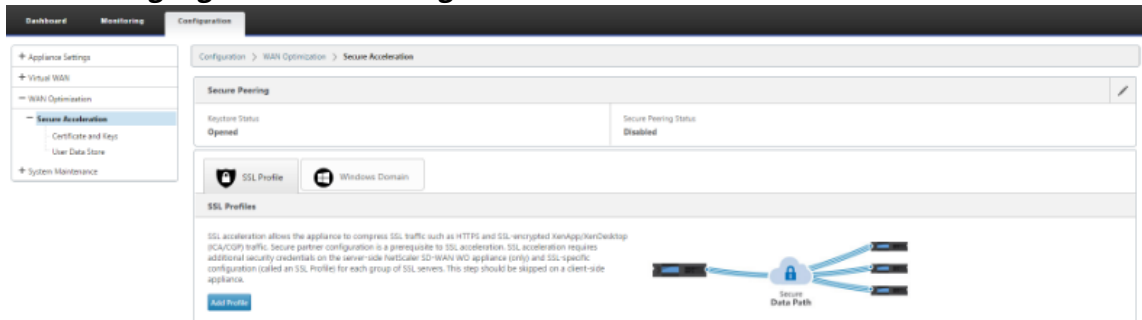 Dashboard Monitoring Configuration
+ Appliance Settings
+ Virtual WAN
− WAN Optimization
− Secure Acceleration
Certificate and Keys
User Data Store
+ System Maintenance
Configuration > WAN Optimization > Secure Acceleration
Secure Peering
Keystore Status
Opened
Secure Peering Status
Disabled
SSL Profile
Windows Domain
SSL Profiles
SSL acceleration allows the appliance to compress SSL traffic such as HTTPS and SSL-encrypted XenApp/XenDesktop
(ICA/CGP) traffic. Secure partner configuration is a prerequisite to SSL acceleration. SSL acceleration requires
additional security credentials on the server-side NetScaler SD-WAN WO appliance (only) and SSL-specific
configuration (called an SSL Profile) for each group of SSL servers. This step should be skipped on a client-side
appliance.
Add Profile
Secure
Data Path